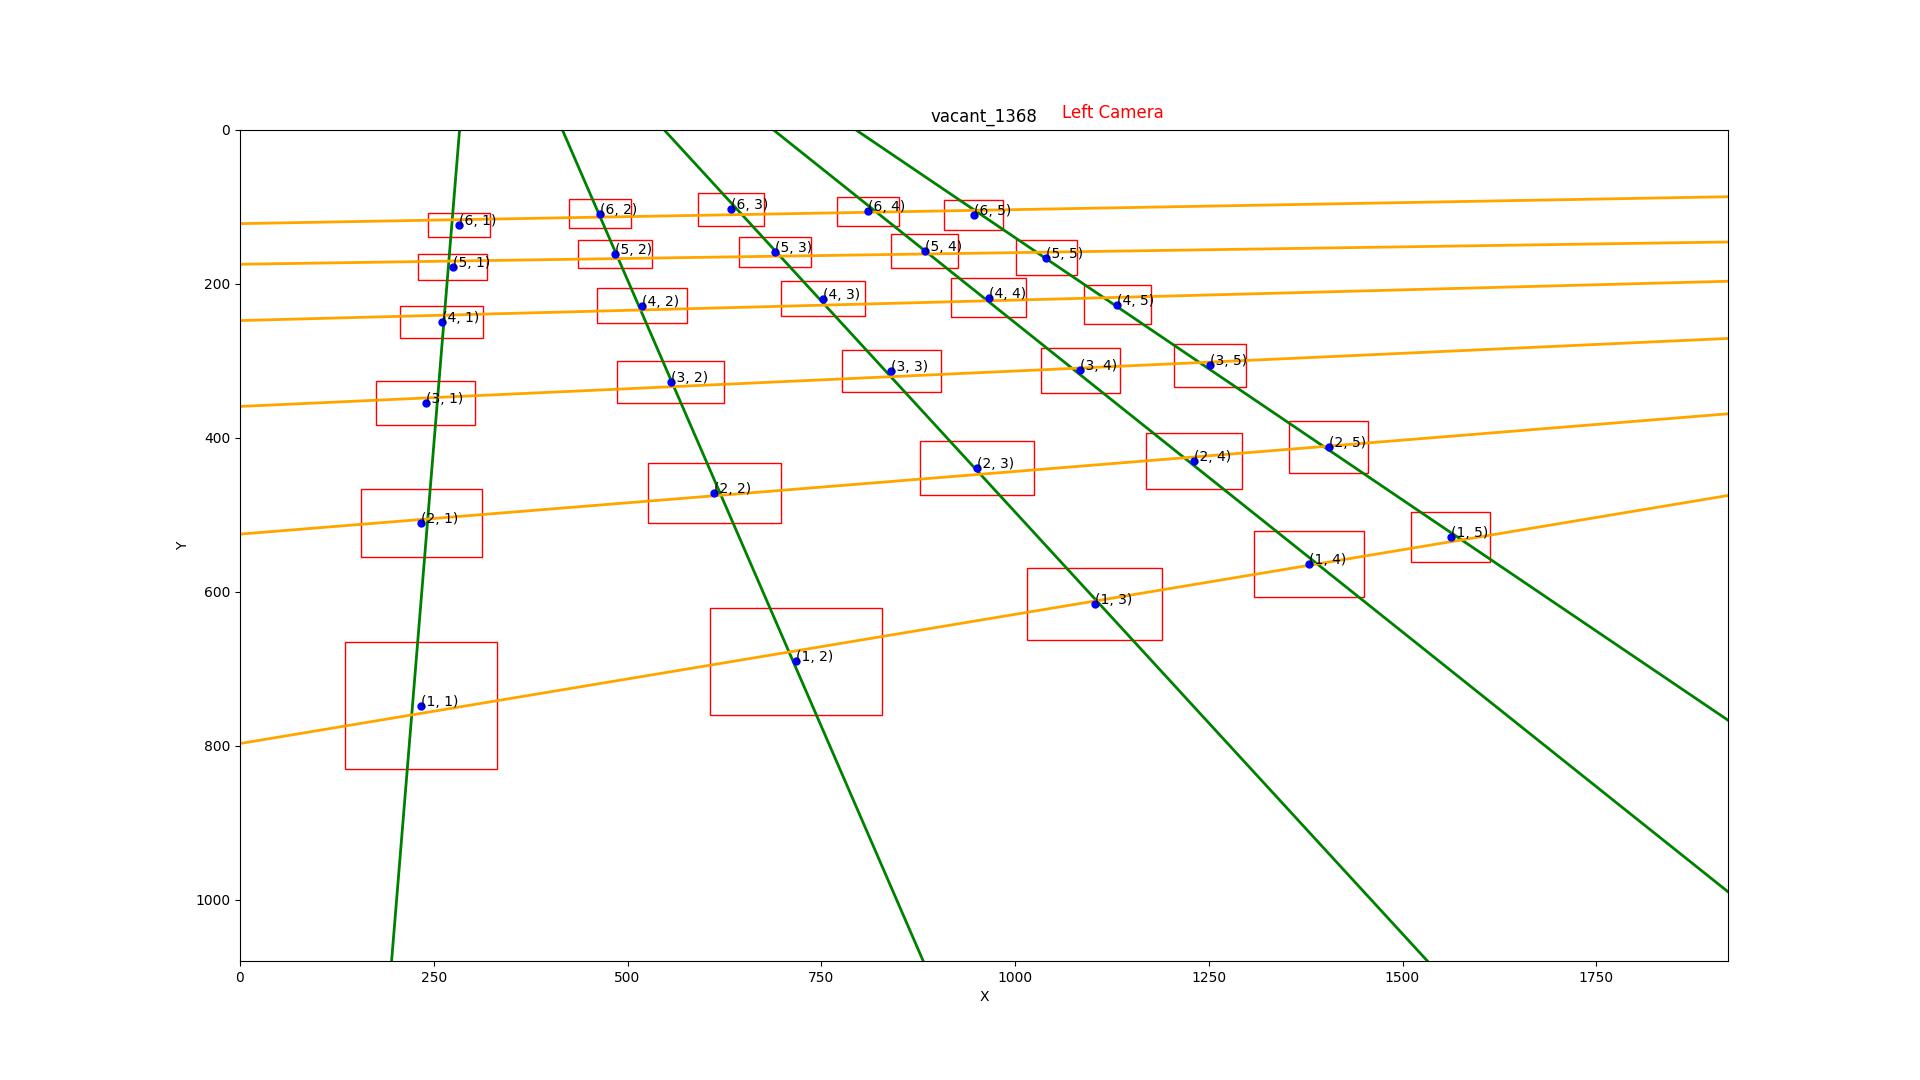 vacant_1368 Left Camera
0
200
400
600
800
1000
Y
(6, 1) (6, 2) (6, 3) (6, 4) (6, 5)
(5, 1) (5, 2) (5, 3) (5, 4) (5, 5)
(4, 1) (4, 2) (4, 3) (4, 4) (4, 5)
(3, 1) (3, 2) (3, 3) (3, 4) (3, 5)
(2, 1) (2, 2) (2, 3) (2, 4) (2, 5)
(1, 1) (1, 2) (1, 3) (1, 4) (1, 5)
0 250 500 750 1000 1250 1500 1750
X